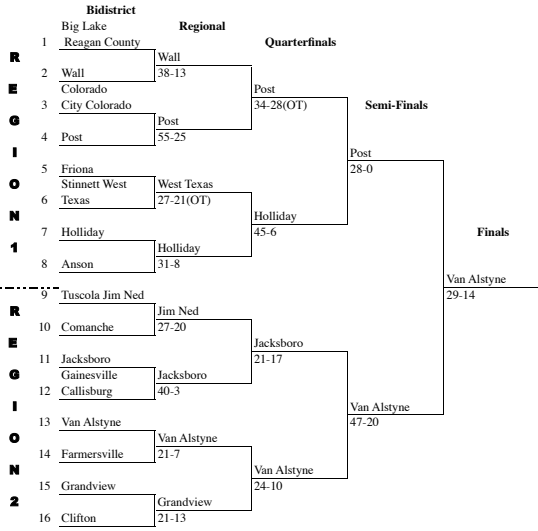 Bidistrict
Big Lake
Regional
1 Reagan County
Quarterfinals
R
Wall
2 Wall
38-13
E
Colorado
Post
3 City Colorado
34-28(OT)
Semi-Finals
G
Post
4 Post
55-25
I
Post
5 Friona
28-0
O
Stinnett West
West Texas
6 Texas
27-21(OT)
N
Holliday
7 Holliday
45-6
Finals
1
Holliday
8 Anson
31-8
Van Alstyne
9 Tuscola Jim Ned
29-14
R
Jim Ned
10 Comanche
27-20
E
Jacksboro
11 Jacksboro
21-17
G
Gainesville
Jacksboro
12 Callisburg
40-3
I
Van Alstyne
13 Van Alstyne
47-20
O
Van Alstyne
14 Farmersville
21-7
N
Van Alstyne
15 Grandview
24-10
2
Grandview
16 Clifton
21-13